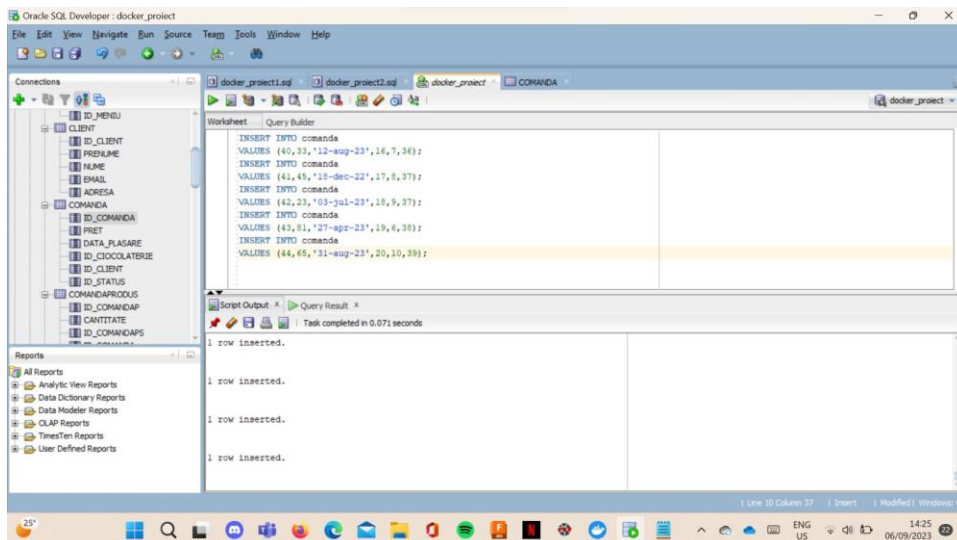 Oracle SQL Developer : docker_proiect
File Edit View Navigate Run Source Team Tools Window Help
Connections
docker_proiect1.sql
docker_proiect2.sql
docker_proiect
COMANDA
docker_proiect
Worksheet Query Builder
ID_MENIU
CLIENT
ID_CLIENT
PRENUME
NUME
EMAIL
ADRESA
COMANDA
ID_COMANDA
PRET
DATA_PLASARE
ID_CIOCOLATERIE
ID_CLIENT
ID_STATUS
COMANDAPRODUS
ID_COMANDAP
CANTITATE
ID_COMANDAPS
INSERT INTO comanda
VALUES (40,33,'12-aug-23',16,7,36);
INSERT INTO comanda
VALUES (41,45,'18-dec-22',17,8,37);
INSERT INTO comanda
VALUES (42,23,'03-jul-23',18,9,37);
INSERT INTO comanda
VALUES (43,81,'27-apr-23',19,6,38);
INSERT INTO comanda
VALUES (44,65,'31-aug-23',20,10,39);
Script Output x Query Result x
Task completed in 0.071 seconds
1 row inserted.
1 row inserted.
1 row inserted.
1 row inserted.
Reports
All Reports
Analytic View Reports
Data Dictionary Reports
Data Modeler Reports
OLAP Reports
TimesTen Reports
User Defined Reports
Line 10 Column 37 | Insert | Modified | Windows:
25°
ENG
US
14:25
06/09/2023
22